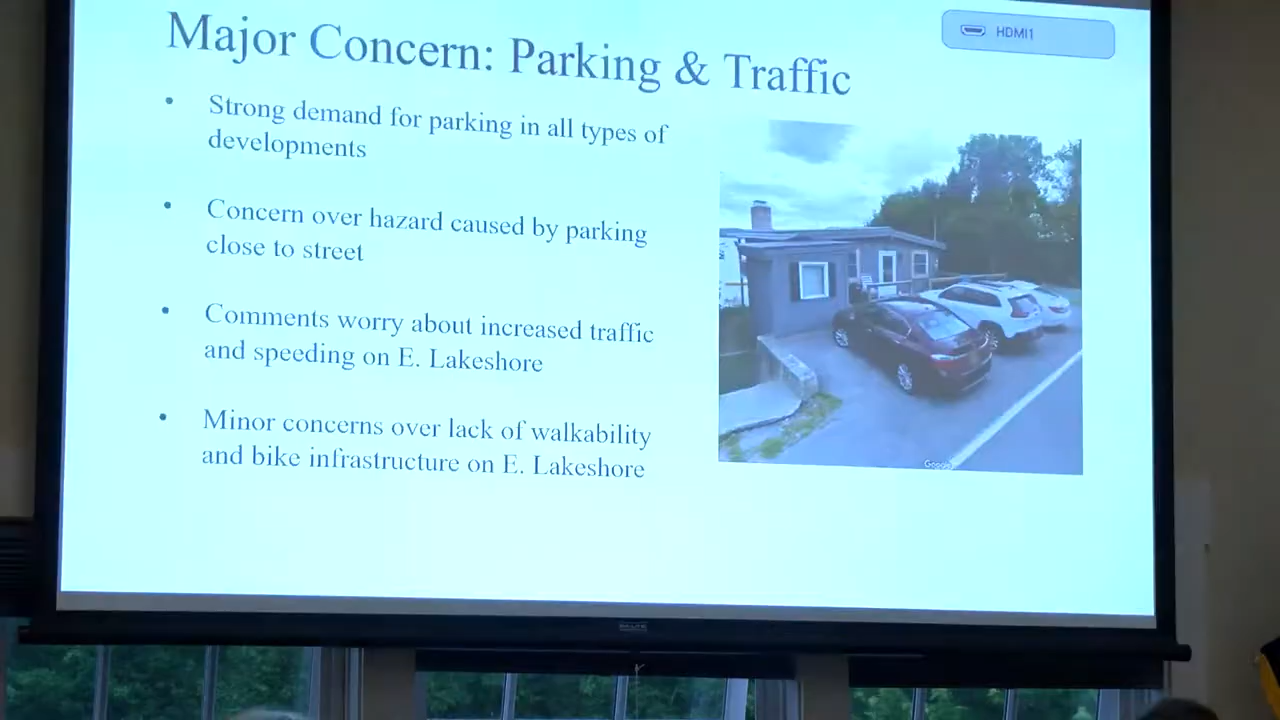 Major Concern: Parking & Traffic
HDMI1
• Strong demand for parking in all types of
developments
• Concern over hazard caused by parking
close to street
• Comments worry about increased traffic
and speeding on E. Lakeshore
• Minor concerns over lack of walkability
and bike infrastructure on E. Lakeshore
Google
DA-LITE